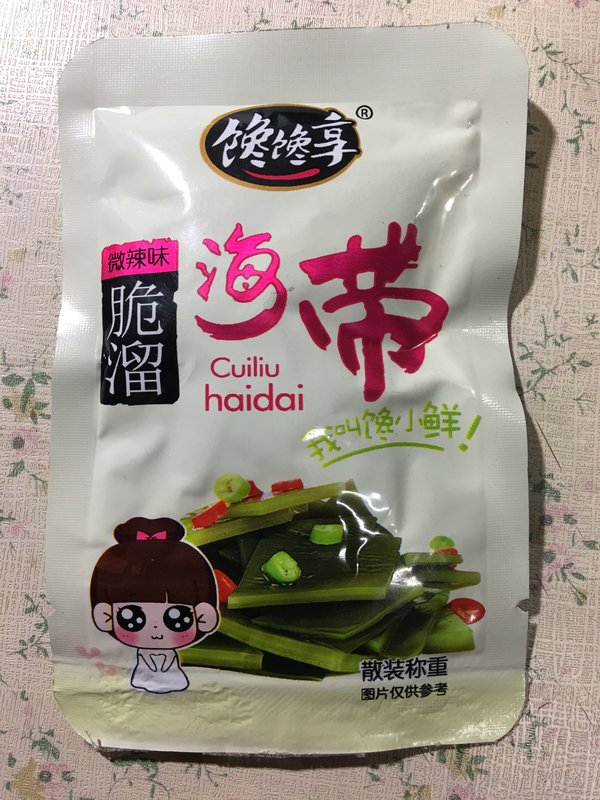 馋馋享®
微辣味
脆溜
海带
Cuiliu
haidai
我叫馋小鲜!
散装称重
图片仅供参考